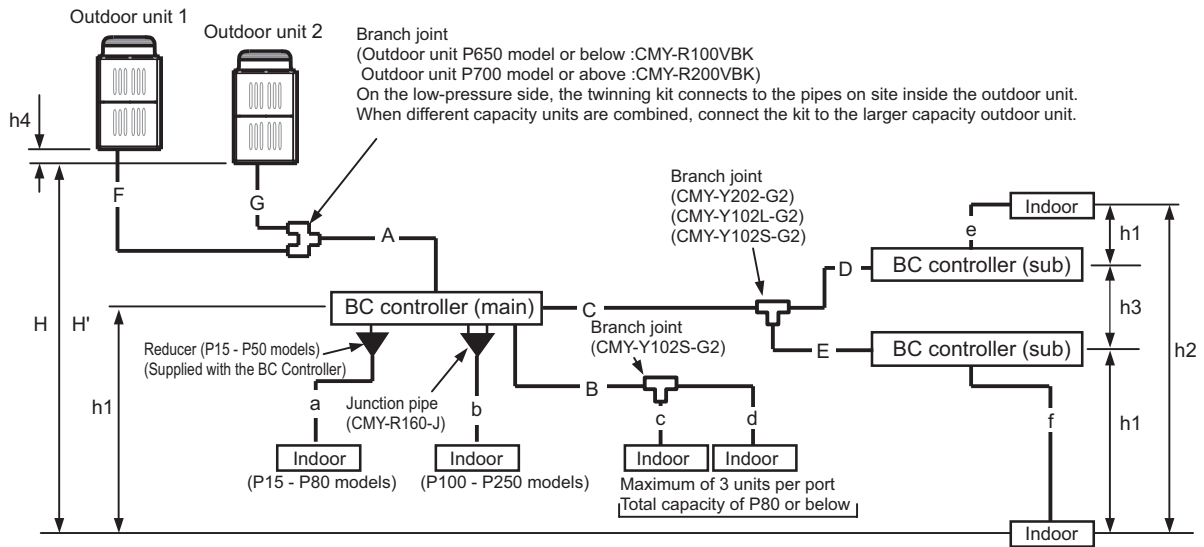 Outdoor unit 1
Outdoor unit 2
Branch joint
(Outdoor unit P650 model or below :CMY-R100VBK
Outdoor unit P700 model or above :CMY-R200VBK)
On the low-pressure side, the twinning kit connects to the pipes on site inside the outdoor unit.
When different capacity units are combined, connect the kit to the larger capacity outdoor unit.
h4
F
G
A
Branch joint
(CMY-Y202-G2)
(CMY-Y102L-G2)
(CMY-Y102S-G2)
Indoor
e
h1
D
BC controller (sub)
BC controller (main)
C
h3
H
H'
Branch joint
(CMY-Y102S-G2)
E
BC controller (sub)
h2
Reducer (P15 - P50 models)
(Supplied with the BC Controller)
h1
B
a
Junction pipe
(CMY-R160-J)
b
c
d
f
h1
Indoor
(P15 - P80 models)
Indoor
(P100 - P250 models)
Indoor
Indoor
Maximum of 3 units per port
Total capacity of P80 or below
Indoor